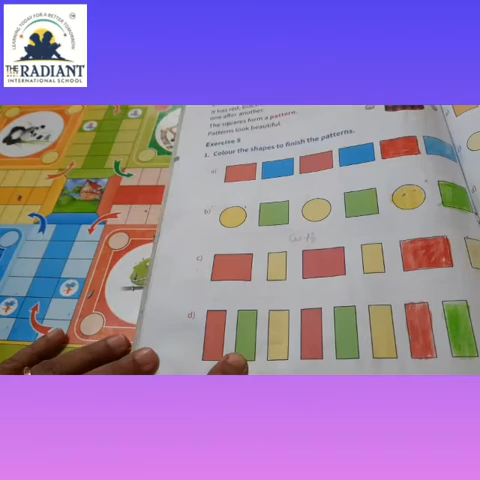 LEARNING TODAY FOR A BETTER TOMORROW
THE RADIANT
INTERNATIONAL SCHOOL
one after another.
The squares form a pattern.
Patterns look beautiful.
Exercise 5
1. Colour the shapes to finish the patterns.
a)
b)
c)
d)